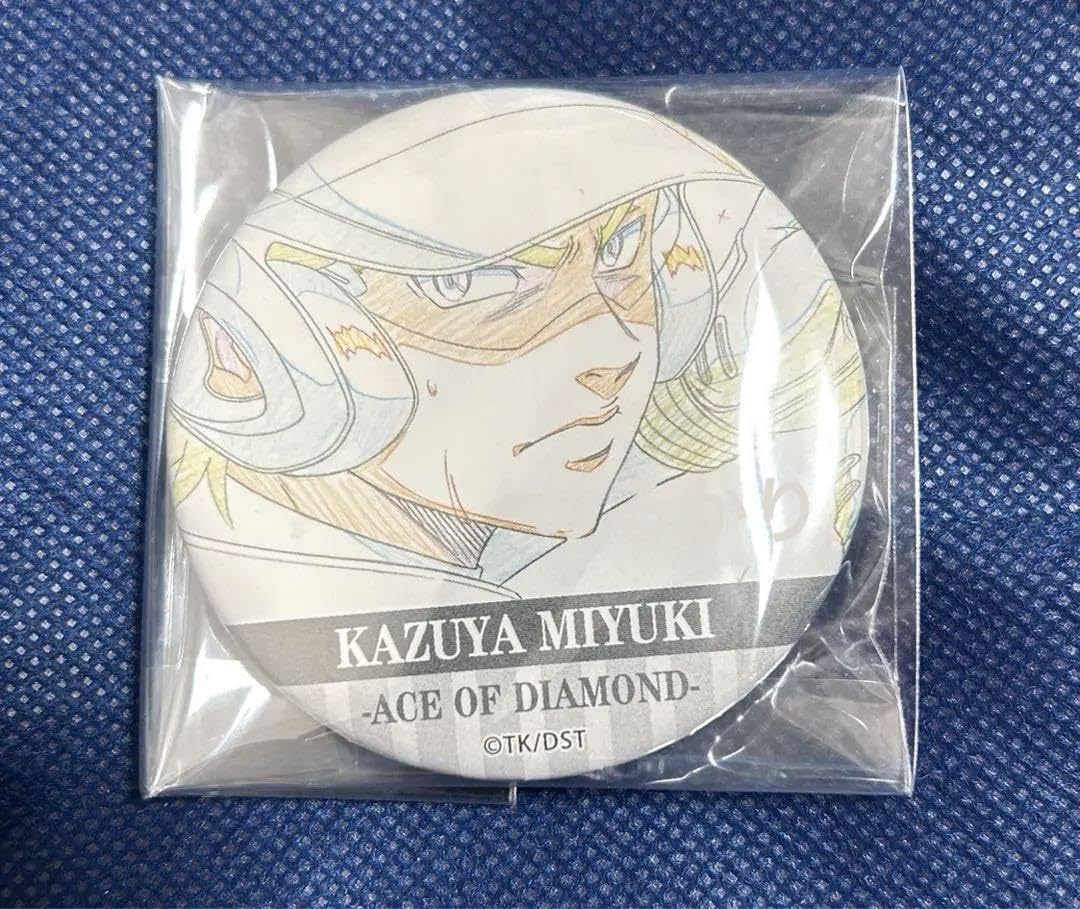 KAZUYA MIYUKI
-ACE OF DIAMOND-
©TK/DST